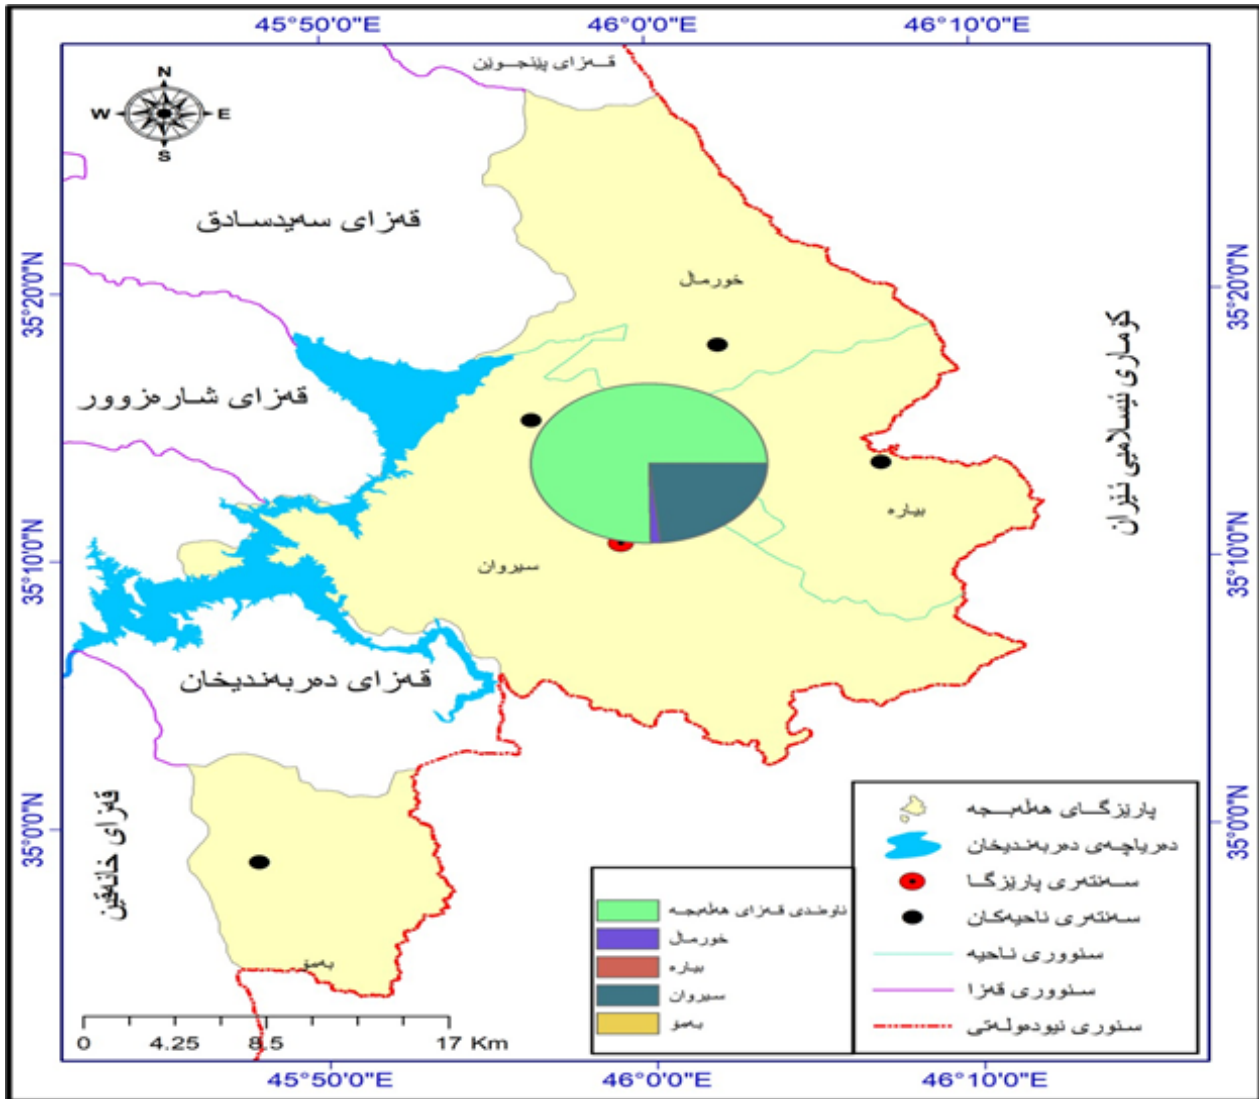 45°50'0"E
46°0'0"E
46°10'0"E
قەزای پێنجوێن
N
W
E
S
قەزای سەیدسادق
خورمال
35°20'0"N
35°20'0"N
قەزای شارەزوور
کۆماری ئیسلامیی ئێران
بیارە
35°10'0"N
35°10'0"N
سیروان
قەزای دەربەندیخان
قەزای خانەقین
35°0'0"N
35°0'0"N
بەمۆ
پارێزگای هەڵەبجە
دەریاچەی دەربەندیخان
سەنتەری پارێزگا
سەنتەری ناحیەکان
سنووری ناحیە
سنووری قەزا
سنوری نیودەوڵەتی
ناوەندی قەزای هەڵەبجە
خورمال
بیارە
سیروان
بەمۆ
0 4.25 8.5 17 Km
45°50'0"E
46°0'0"E
46°10'0"E